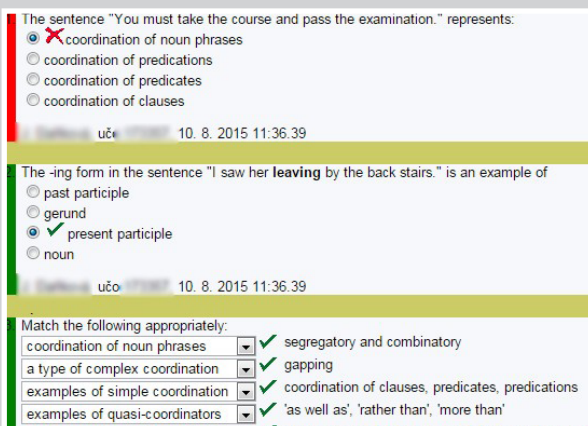 1. The sentence "You must take the course and pass the examination." represents:
coordination of noun phrases
coordination of predications
coordination of predicates
coordination of clauses
učo 10. 8. 2015 11:36.39
2. The -ing form in the sentence "I saw her leaving by the back stairs." is an example of
past participle
gerund
present participle
noun
učo 10. 8. 2015 11:36.39
3. Match the following appropriately:
coordination of noun phrases segregatory and combinatory
a type of complex coordination gapping
examples of simple coordination coordination of clauses, predicates, predications
examples of quasi-coordinators 'as well as', 'rather than', 'more than'